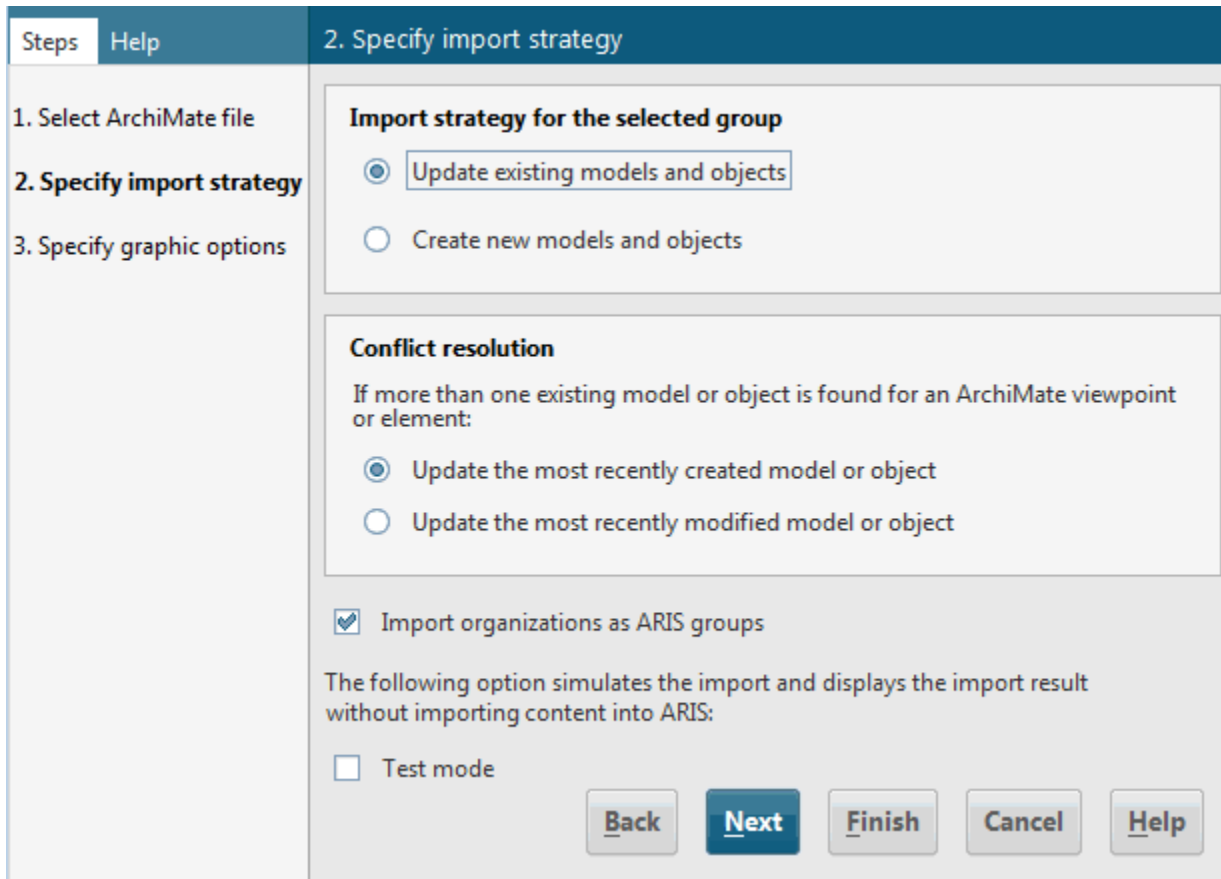 Steps
Help
2. Specify import strategy
1. Select ArchiMate file
2. Specify import strategy
3. Specify graphic options
Import strategy for the selected group
Update existing models and objects
Create new models and objects
Conflict resolution
If more than one existing model or object is found for an ArchiMate viewpoint
or element:
Update the most recently created model or object
Update the most recently modified model or object
Import organizations as ARIS groups
The following option simulates the import and displays the import result
without importing content into ARIS:
Test mode
Back
Next
Finish
Cancel
Help